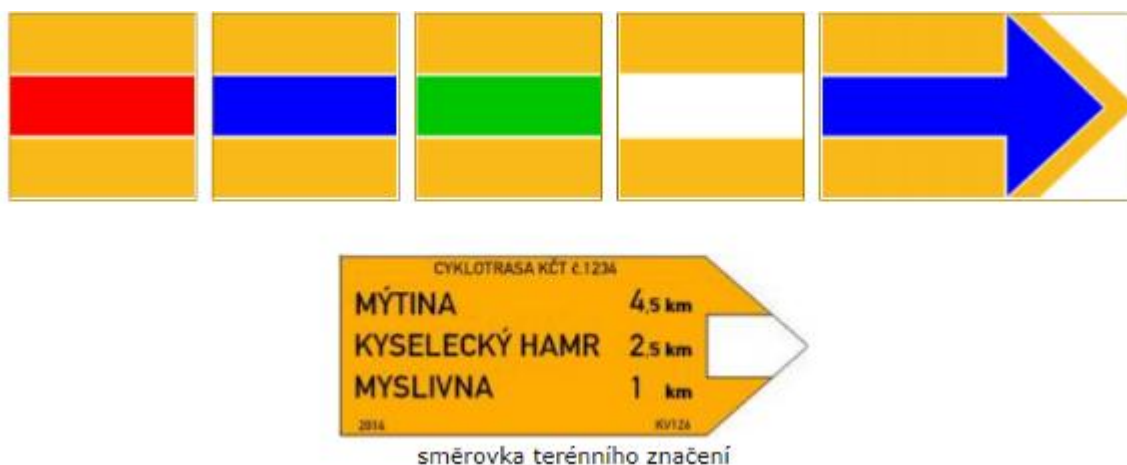 CYKLOTRASA KČT č.1234
MÝTINA 4,5 km
KYSELECKÝ HAMR 2,5 km
MYSLIVNA 1 km
2014 KV126
směrovka terénního značení